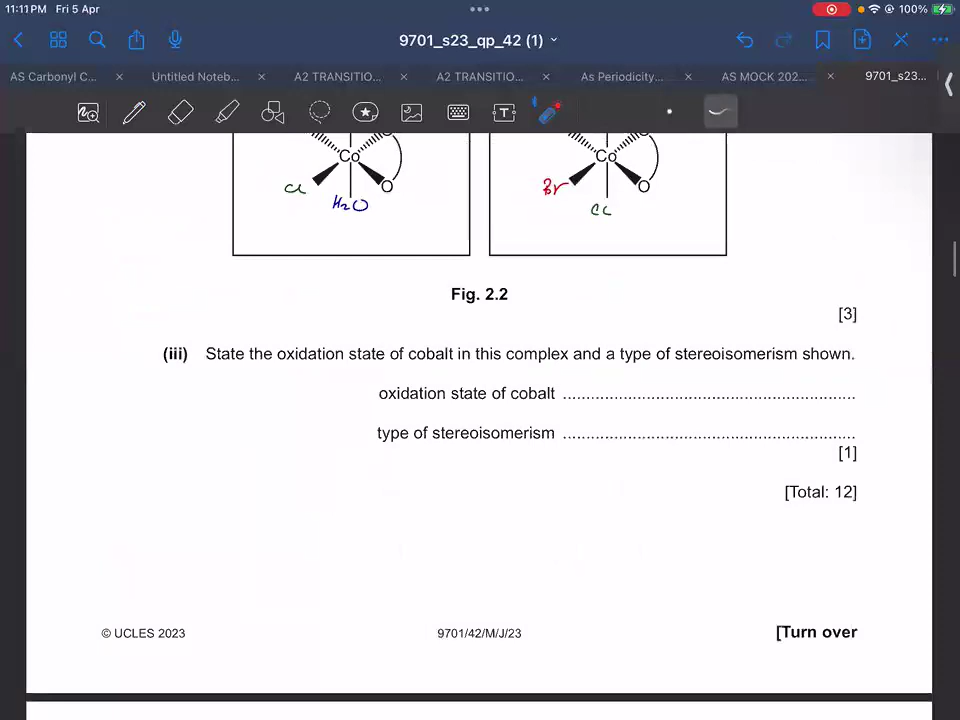 11:11PM Fri 5 Apr
100%
9701_s23_qp_42 (1)
AS Carbonyl C...
Untitled Noteb...
A2 TRANSITIO...
A2 TRANSITIO...
As Periodicity...
AS MOCK 202...
9701_s23...
T
Co
Cl
O
H2O
Co
Br
O
Cl
Fig. 2.2
[3]
(iii) State the oxidation state of cobalt in this complex and a type of stereoisomerism shown.
oxidation state of cobalt ..............................................................
type of stereoisomerism ..............................................................
[1]
[Total: 12]
© UCLES 2023
9701/42/M/J/23
[Turn over